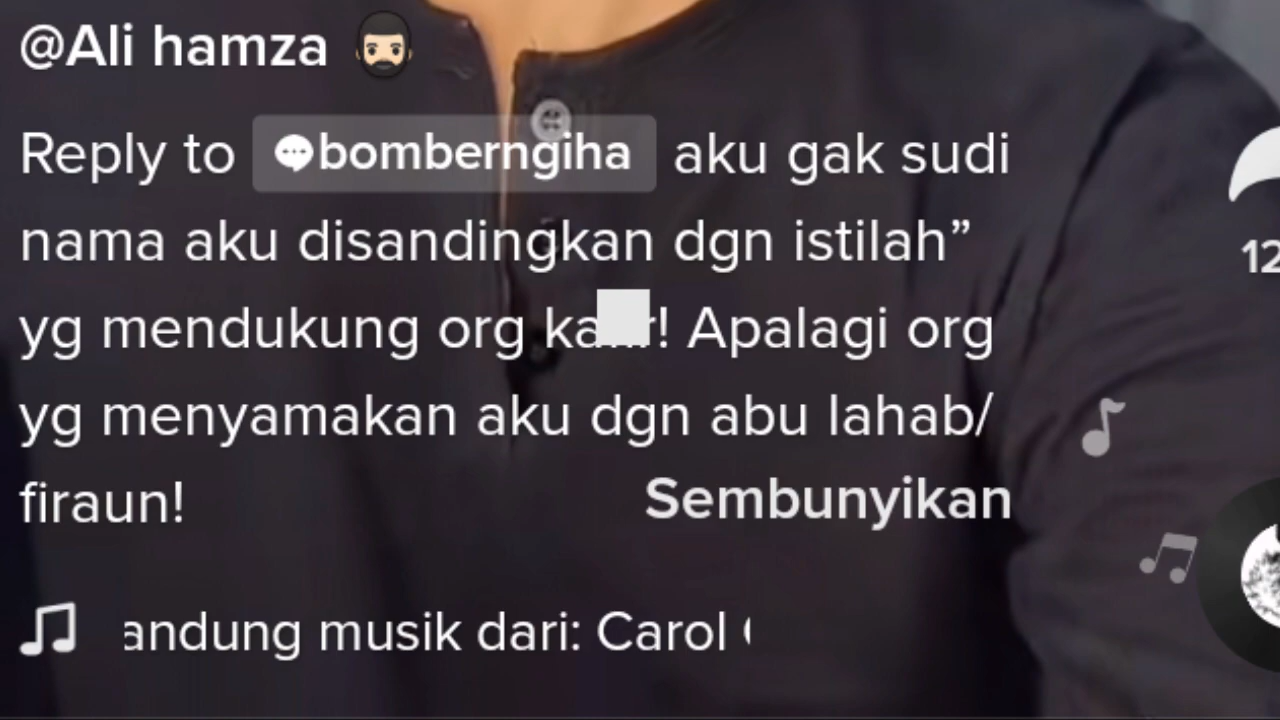 @Ali hamza
Reply to bomberngiha aku gak sudi
nama aku disandingkan dgn istilah”
yg mendukung org! Apalagi org
yg menyamakan aku dgn abu lahab/
firaun!
Sembunyikan
andung musik dari: Carol
12